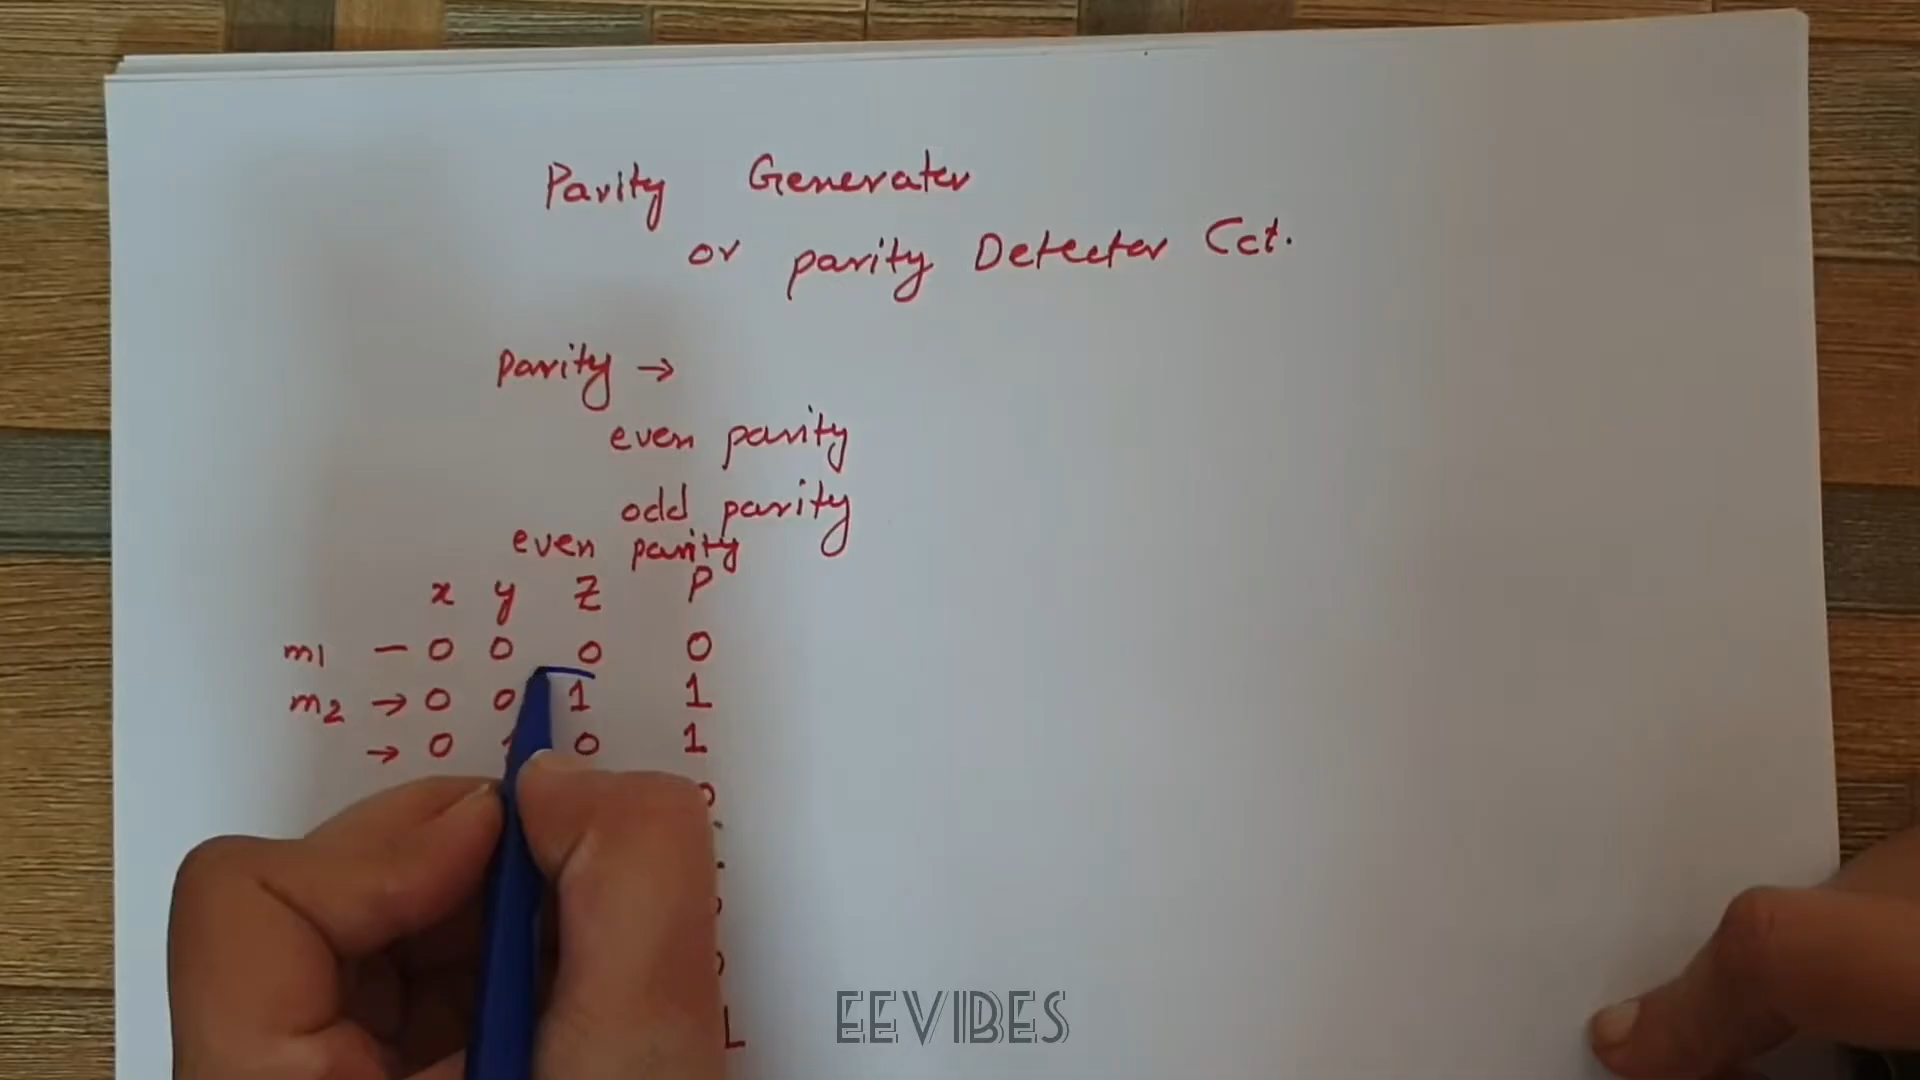 Parity Generater
or parity Detecter Cct.
Parity →
even parity
odd parity
even parity
x y Z P
m1 - 0 0 0 0
m2 → 0 0 1 1
→ 0 1 0 1
EEVIBES